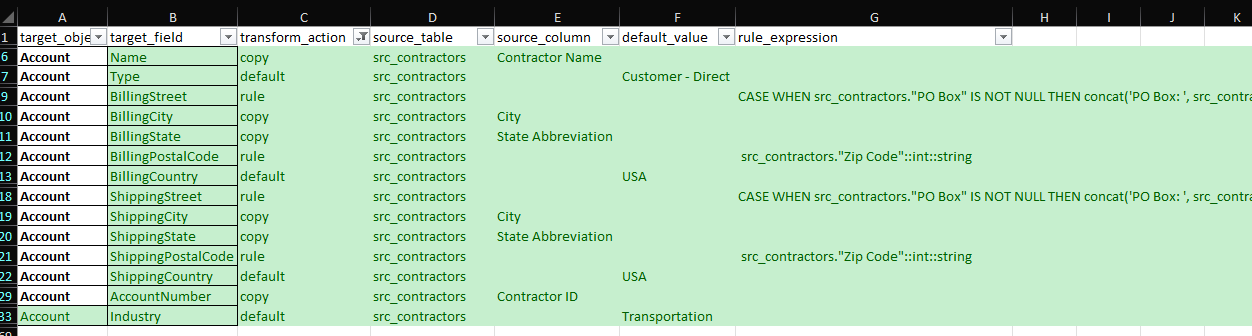 A B C D E F G H I J K
1 target_obje target_field transform_action source_table source_column default_value rule_expression
6 Account Name copy src_contractors Contractor Name
7 Account Type default src_contractors Customer - Direct
9 Account BillingStreet rule src_contractors CASE WHEN src_contractors."PO Box" IS NOT NULL THEN concat('PO Box: ', src_contra
10 Account BillingCity copy src_contractors City
11 Account BillingState copy src_contractors State Abbreviation
12 Account BillingPostalCode rule src_contractors src_contractors."Zip Code"::int::string
13 Account BillingCountry default src_contractors USA
18 Account ShippingStreet rule src_contractors CASE WHEN src_contractors."PO Box" IS NOT NULL THEN concat('PO Box: ', src_contra
19 Account ShippingCity copy src_contractors City
20 Account ShippingState copy src_contractors State Abbreviation
21 Account ShippingPostalCode rule src_contractors src_contractors."Zip Code"::int::string
22 Account ShippingCountry default src_contractors USA
29 Account AccountNumber copy src_contractors Contractor ID
33 Account Industry default src_contractors Transportation